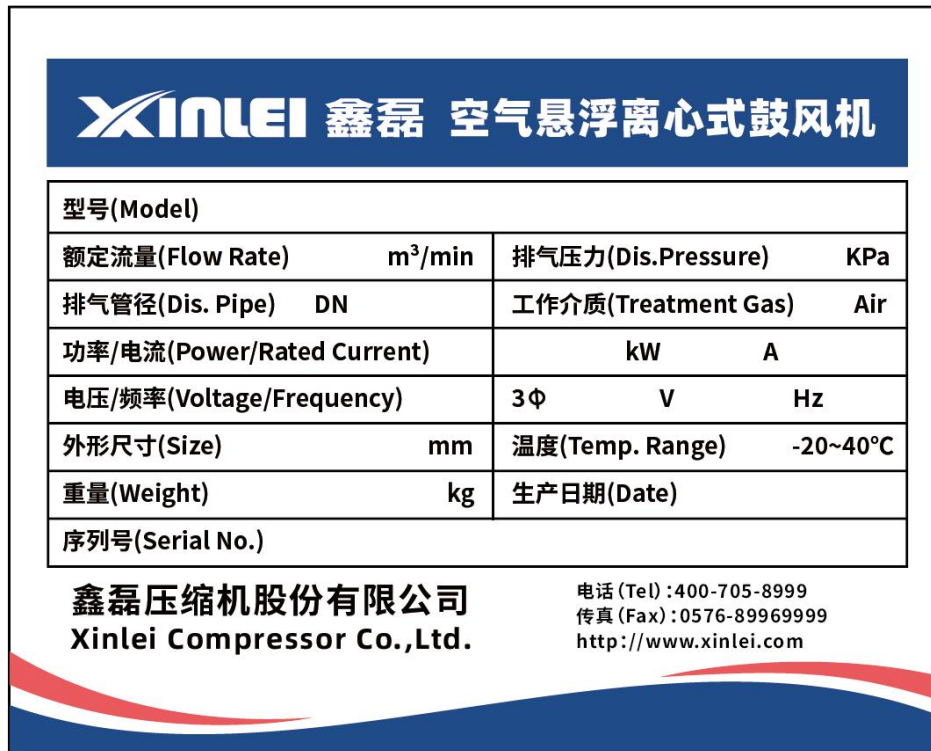 XINLEI 鑫磊 空气悬浮离心式鼓风机
型号(Model)
额定流量(Flow Rate) m³/min 排气压力(Dis.Pressure) KPa
排气管径(Dis. Pipe) DN 工作介质(Treatment Gas) Air
功率/电流(Power/Rated Current) kW A
电压/频率(Voltage/Frequency) 3Φ V Hz
外形尺寸(Size) mm 温度(Temp. Range) -20~40℃
重量(Weight) kg 生产日期(Date)
序列号(Serial No.)
鑫磊压缩机股份有限公司
Xinlei Compressor Co.,Ltd.
电话(Tel):400-705-8999
传真(Fax):0576-89969999
http://www.xinlei.com